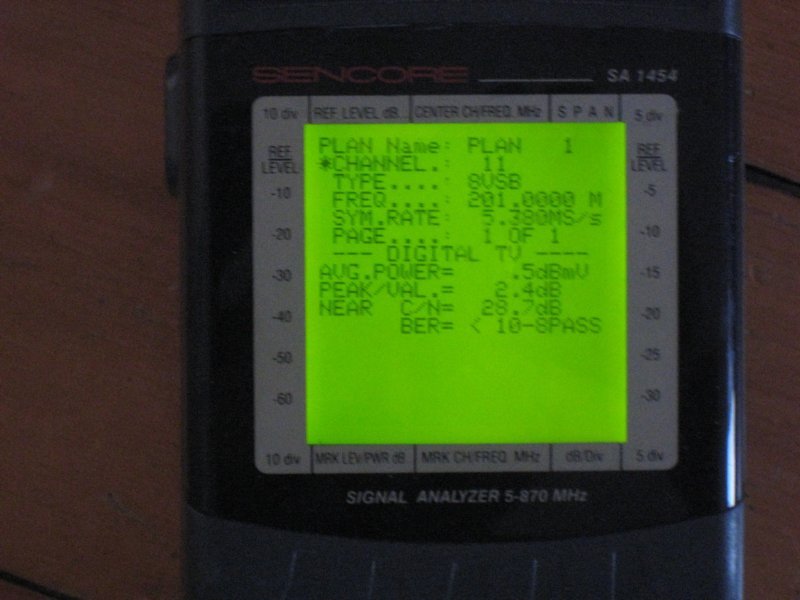 SENCORE SA 1454
10 div REF LEVEL dB... CENTER CH/FREQ. MHz S P A N 5 div
REF LEVEL
-10
-20
-30
-40
-50
-60
PLAN Name: PLAN 1
*CHANNEL.: 11
TYPE....: 8VSB
FREQ....: 201.0000 M
SYM.RATE: 5.380MS/s
PAGE....: 1 OF 1
--- DIGITAL TV ----
AVG.POWER= .5dBmV
PEAK/VAL.= 2.4dB
NEAR C/N= 28.7dB
BER= < 10-8PASS
REF LEVEL
-5
-10
-15
-20
-25
-30
10 div MRK LEV/PWR dB MRK CH/FREQ. MHz dB/Div 5 div
SIGNAL ANALYZER 5-870 MHz